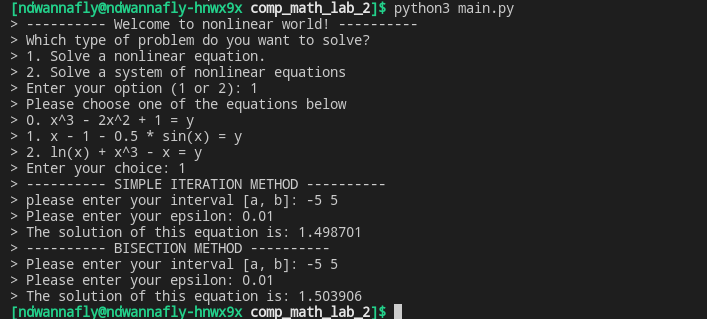 [ndwannafly@ndwannafly-hnwx9x comp_math_lab_2]$ python3 main.py
> ---------- Welcome to nonlinear world! ----------
> Which type of problem do you want to solve?
> 1. Solve a nonlinear equation.
> 2. Solve a system of nonlinear equations
> Enter your option (1 or 2): 1
> Please choose one of the equations below
> 0. x^3 - 2x^2 + 1 = y
> 1. x - 1 - 0.5 * sin(x) = y
> 2. ln(x) + x^3 - x = y
> Enter your choice: 1
> ---------- SIMPLE ITERATION METHOD ----------
> please enter your interval [a, b]: -5 5
> Please enter your epsilon: 0.01
> The solution of this equation is: 1.498701
> ---------- BISECTION METHOD ----------
> Please enter your interval [a, b]: -5 5
> Please enter your epsilon: 0.01
> The solution of this equation is: 1.503906
[ndwannafly@ndwannafly-hnwx9x comp_math_lab_2]$